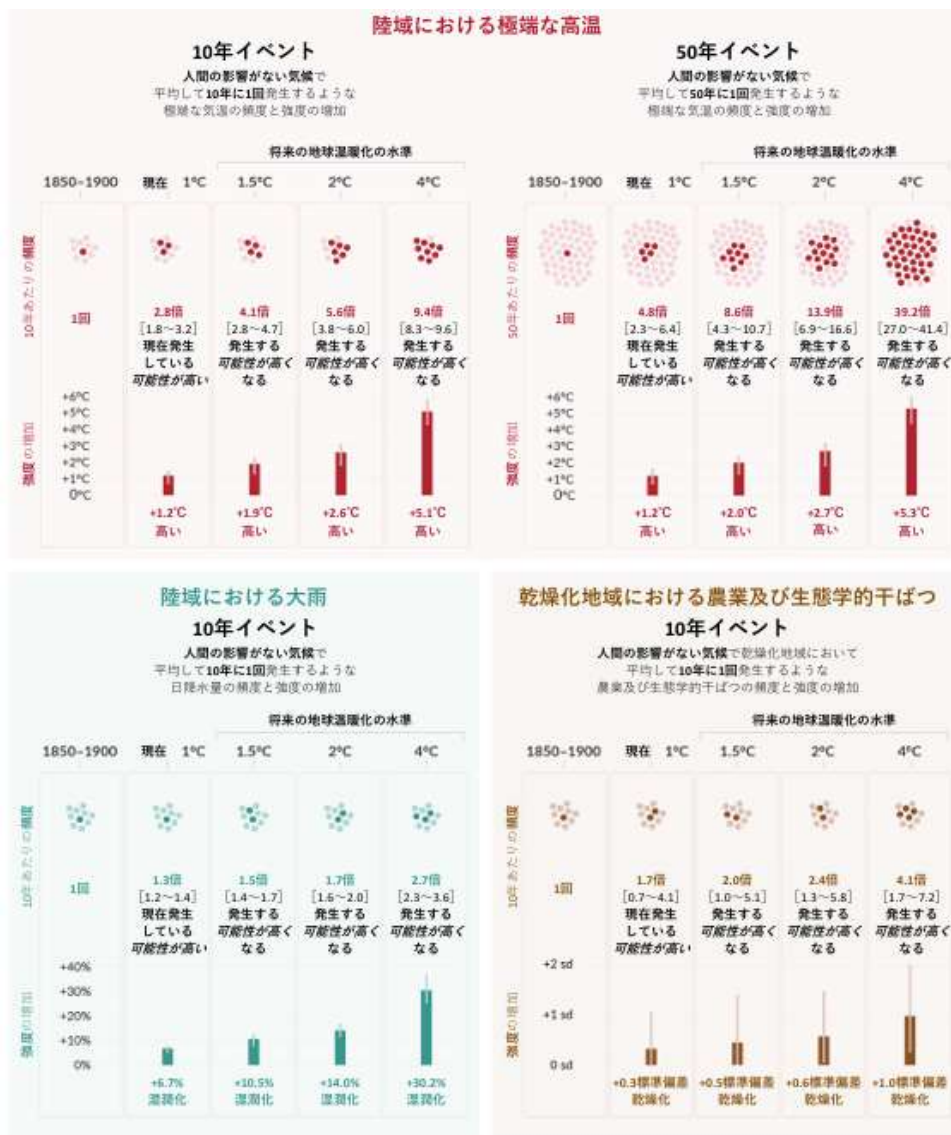 陸域における極端な高温
10年イベント
人間の影響がない気候で
平均して10年に1回発生するような
極端な気温の頻度と強度の増加
将来の地球温暖化の水準
1850–1900 現在 1°C 1.5°C 2°C 4°C
10年あたりの頻度
1回 2.8倍 4.1倍 5.6倍 9.4倍
[1.8~3.2] [2.8~4.7] [3.8~6.0] [8.3~9.6]
現在発生 発生する 発生する 発生する
している 可能性が高く 可能性が高く 可能性が高く
可能性が高い なる なる なる
強度の増加
+6°C
+5°C
+4°C
+3°C
+2°C
+1°C
0°C
+1.2°C +1.9°C +2.6°C +5.1°C
高い 高い 高い 高い
50年イベント
人間の影響がない気候で
平均して50年に1回発生するような
極端な気温の頻度と強度の増加
将来の地球温暖化の水準
1850–1900 現在 1°C 1.5°C 2°C 4°C
50年あたりの頻度
1回 4.8倍 8.6倍 13.9倍 39.2倍
[2.3~6.4] [4.3~10.7] [6.9~16.6] [27.0~41.4]
現在発生 発生する 発生する 発生する
している 可能性が高く 可能性が高く 可能性が高く
可能性が高い なる なる なる
強度の増加
+6°C
+5°C
+4°C
+3°C
+2°C
+1°C
0°C
+1.2°C +2.0°C +2.7°C +5.3°C
高い 高い 高い 高い
陸域における大雨
10年イベント
人間の影響がない気候で
平均して10年に1回発生するような
日降水量の頻度と強度の増加
将来の地球温暖化の水準
1850–1900 現在 1°C 1.5°C 2°C 4°C
10年あたりの頻度
1回 1.3倍 1.5倍 1.7倍 2.7倍
[1.2~1.4] [1.4~1.7] [1.6~2.0] [2.3~3.6]
現在発生 発生する 発生する 発生する
している 可能性が高く 可能性が高く 可能性が高く
可能性が高い なる なる なる
強度の増加
+40%
+30%
+20%
+10%
0%
+6.7% +10.5% +14.0% +30.2%
湿潤化 湿潤化 湿潤化 湿潤化
乾燥化地域における農業及び生態学的干ばつ
10年イベント
人間の影響がない気候で乾燥化地域において
平均して10年に1回発生するような
農業及び生態学的干ばつの頻度と強度の増加
将来の地球温暖化の水準
1850–1900 現在 1°C 1.5°C 2°C 4°C
10年あたりの頻度
1回 1.7倍 2.0倍 2.4倍 4.1倍
[0.7~4.1] [1.0~5.1] [1.3~5.8] [1.7~7.2]
現在発生 発生する 発生する 発生する
している 可能性が高く 可能性が高く 可能性が高く
可能性が高い なる なる なる
強度の増加
+2 sd
+1 sd
0 sd
+0.3標準偏差 +0.5標準偏差 +0.6標準偏差 +1.0標準偏差
乾燥化 乾燥化 乾燥化 乾燥化